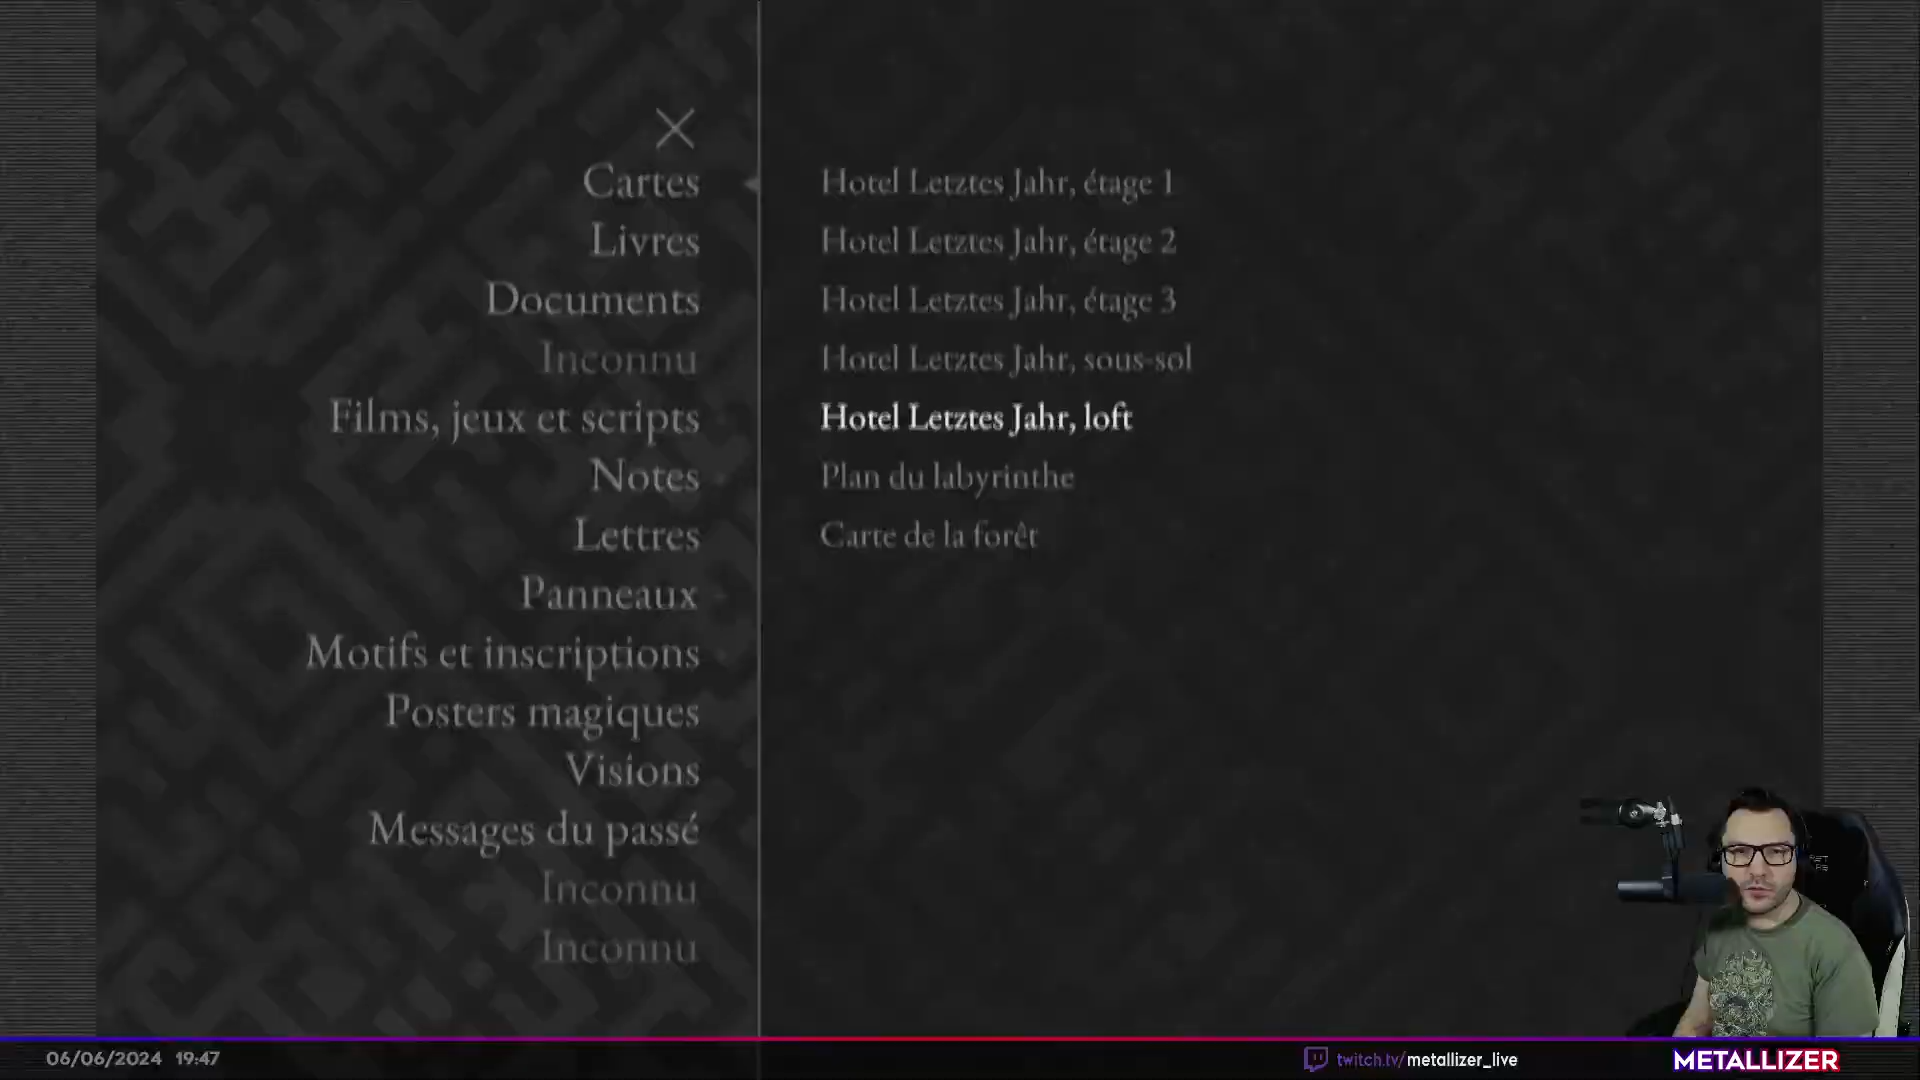 Cartes
Livres
Documents
Inconnu
Films, jeux et scripts
Notes
Lettres
Panneaux
Motifs et inscriptions
Posters magiques
Visions
Messages du passé
Inconnu
Inconnu
Hotel Letztes Jahr, étage 1
Hotel Letztes Jahr, étage 2
Hotel Letztes Jahr, étage 3
Hotel Letztes Jahr, sous-sol
Hotel Letztes Jahr, loft
Plan du labyrinthe
Carte de la forêt
06/06/2024 19:47
twitch.tv/metallizer_live
METALLIZER